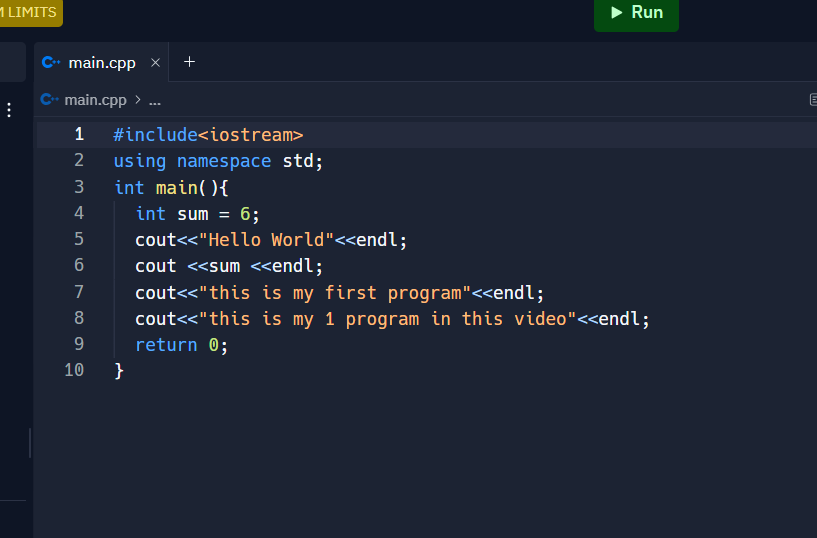 M LIMITS
Run
main.cpp
main.cpp > ...
1 #include<iostream>
2 using namespace std;
3 int main(){
4   int sum = 6;
5   cout<<"Hello World"<<endl;
6   cout <<sum <<endl;
7   cout<<"this is my first program"<<endl;
8   cout<<"this is my 1 program in this video"<<endl;
9   return 0;
10 }